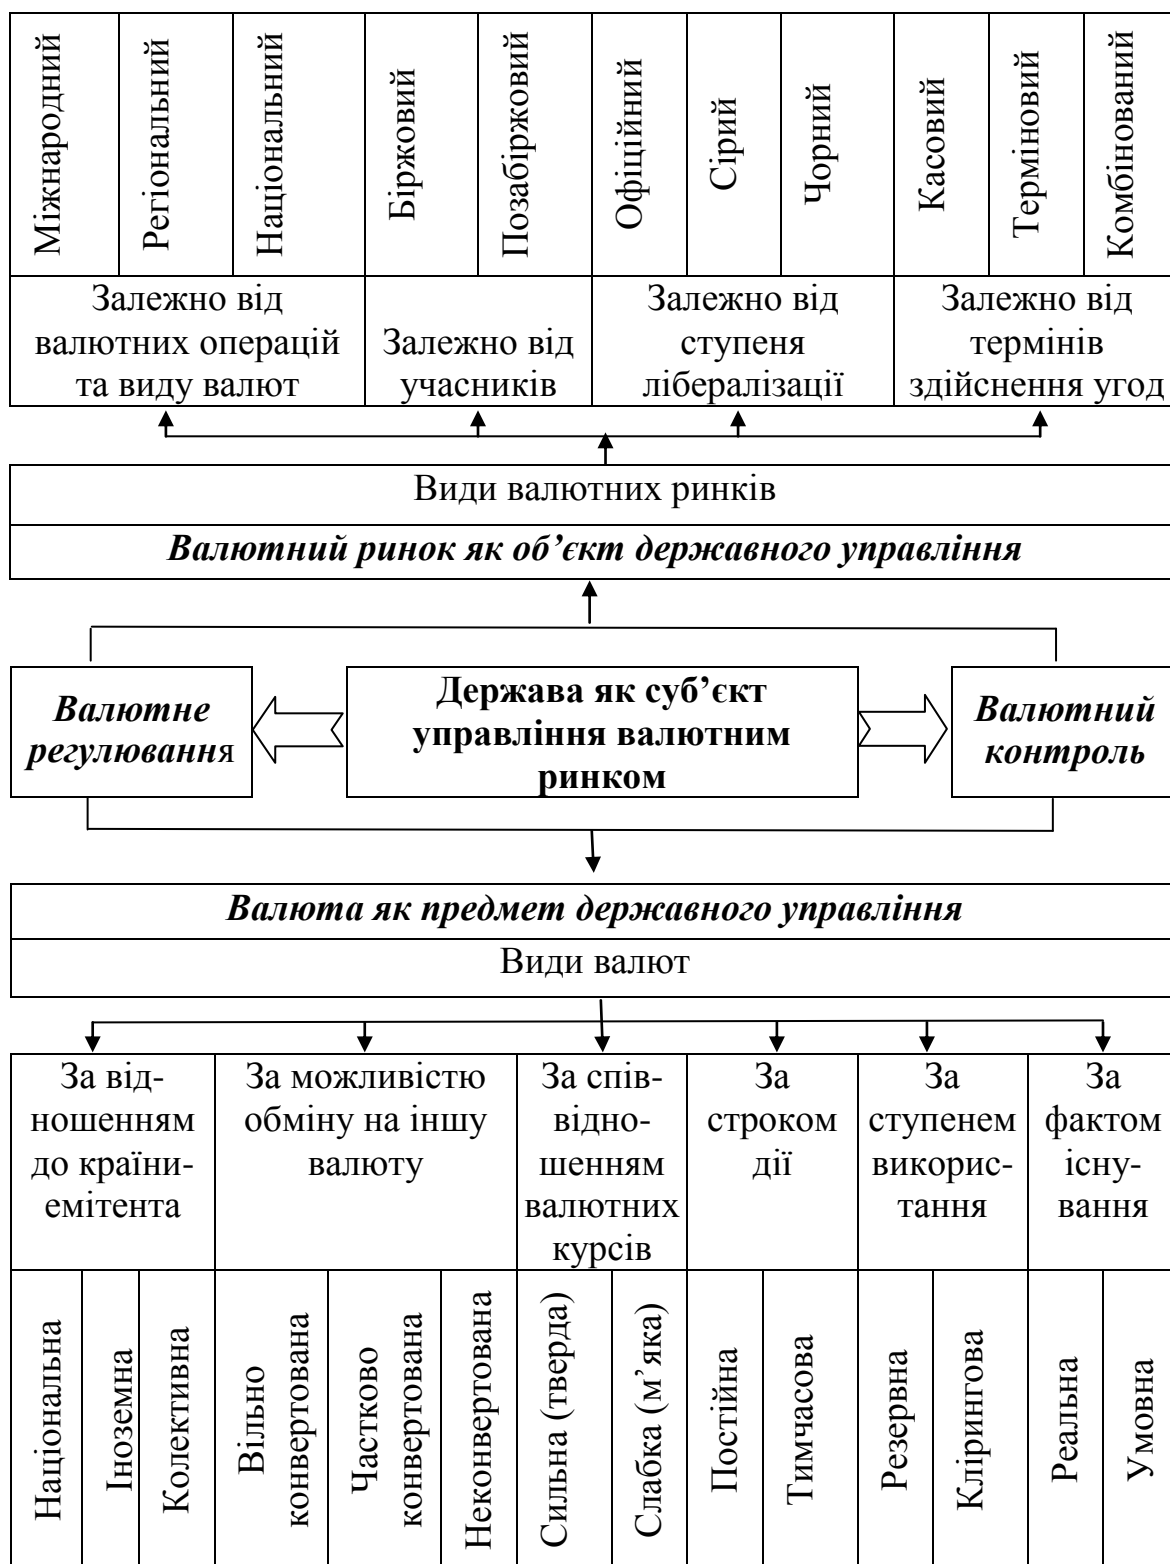 Міжнародний
Регіональний
Національний
Біржовий
Позабіржовий
Офіційний
Сірий
Чорний
Касовий
Терміновий
Комбінований
Залежно від
валютних операцій
та виду валют
Залежно від
учасників
Залежно від
ступеня
лібералізації
Залежно від
термінів
здійснення угод
Види валютних ринків
Валютний ринок як об’єкт державного управління
Валютне
регулювання
Держава як суб’єкт
управління валютним
ринком
Валютний
контроль
Валюта як предмет державного управління
Види валют
За від-
ношенням
до країни-
емітента
За можливістю
обміну на іншу
валюту
За спів-
відно-
шенням
валютних
курсів
За
строком
дії
За
ступенем
викорис-
тання
За
фактом
існу-
вання
Національна
Іноземна
Колективна
Вільно
конвертована
Частково
конвертована
Неконвертована
Сильна (тверда)
Слабка (м’яка)
Постійна
Тимчасова
Резервна
Клірингова
Реальна
Умовна